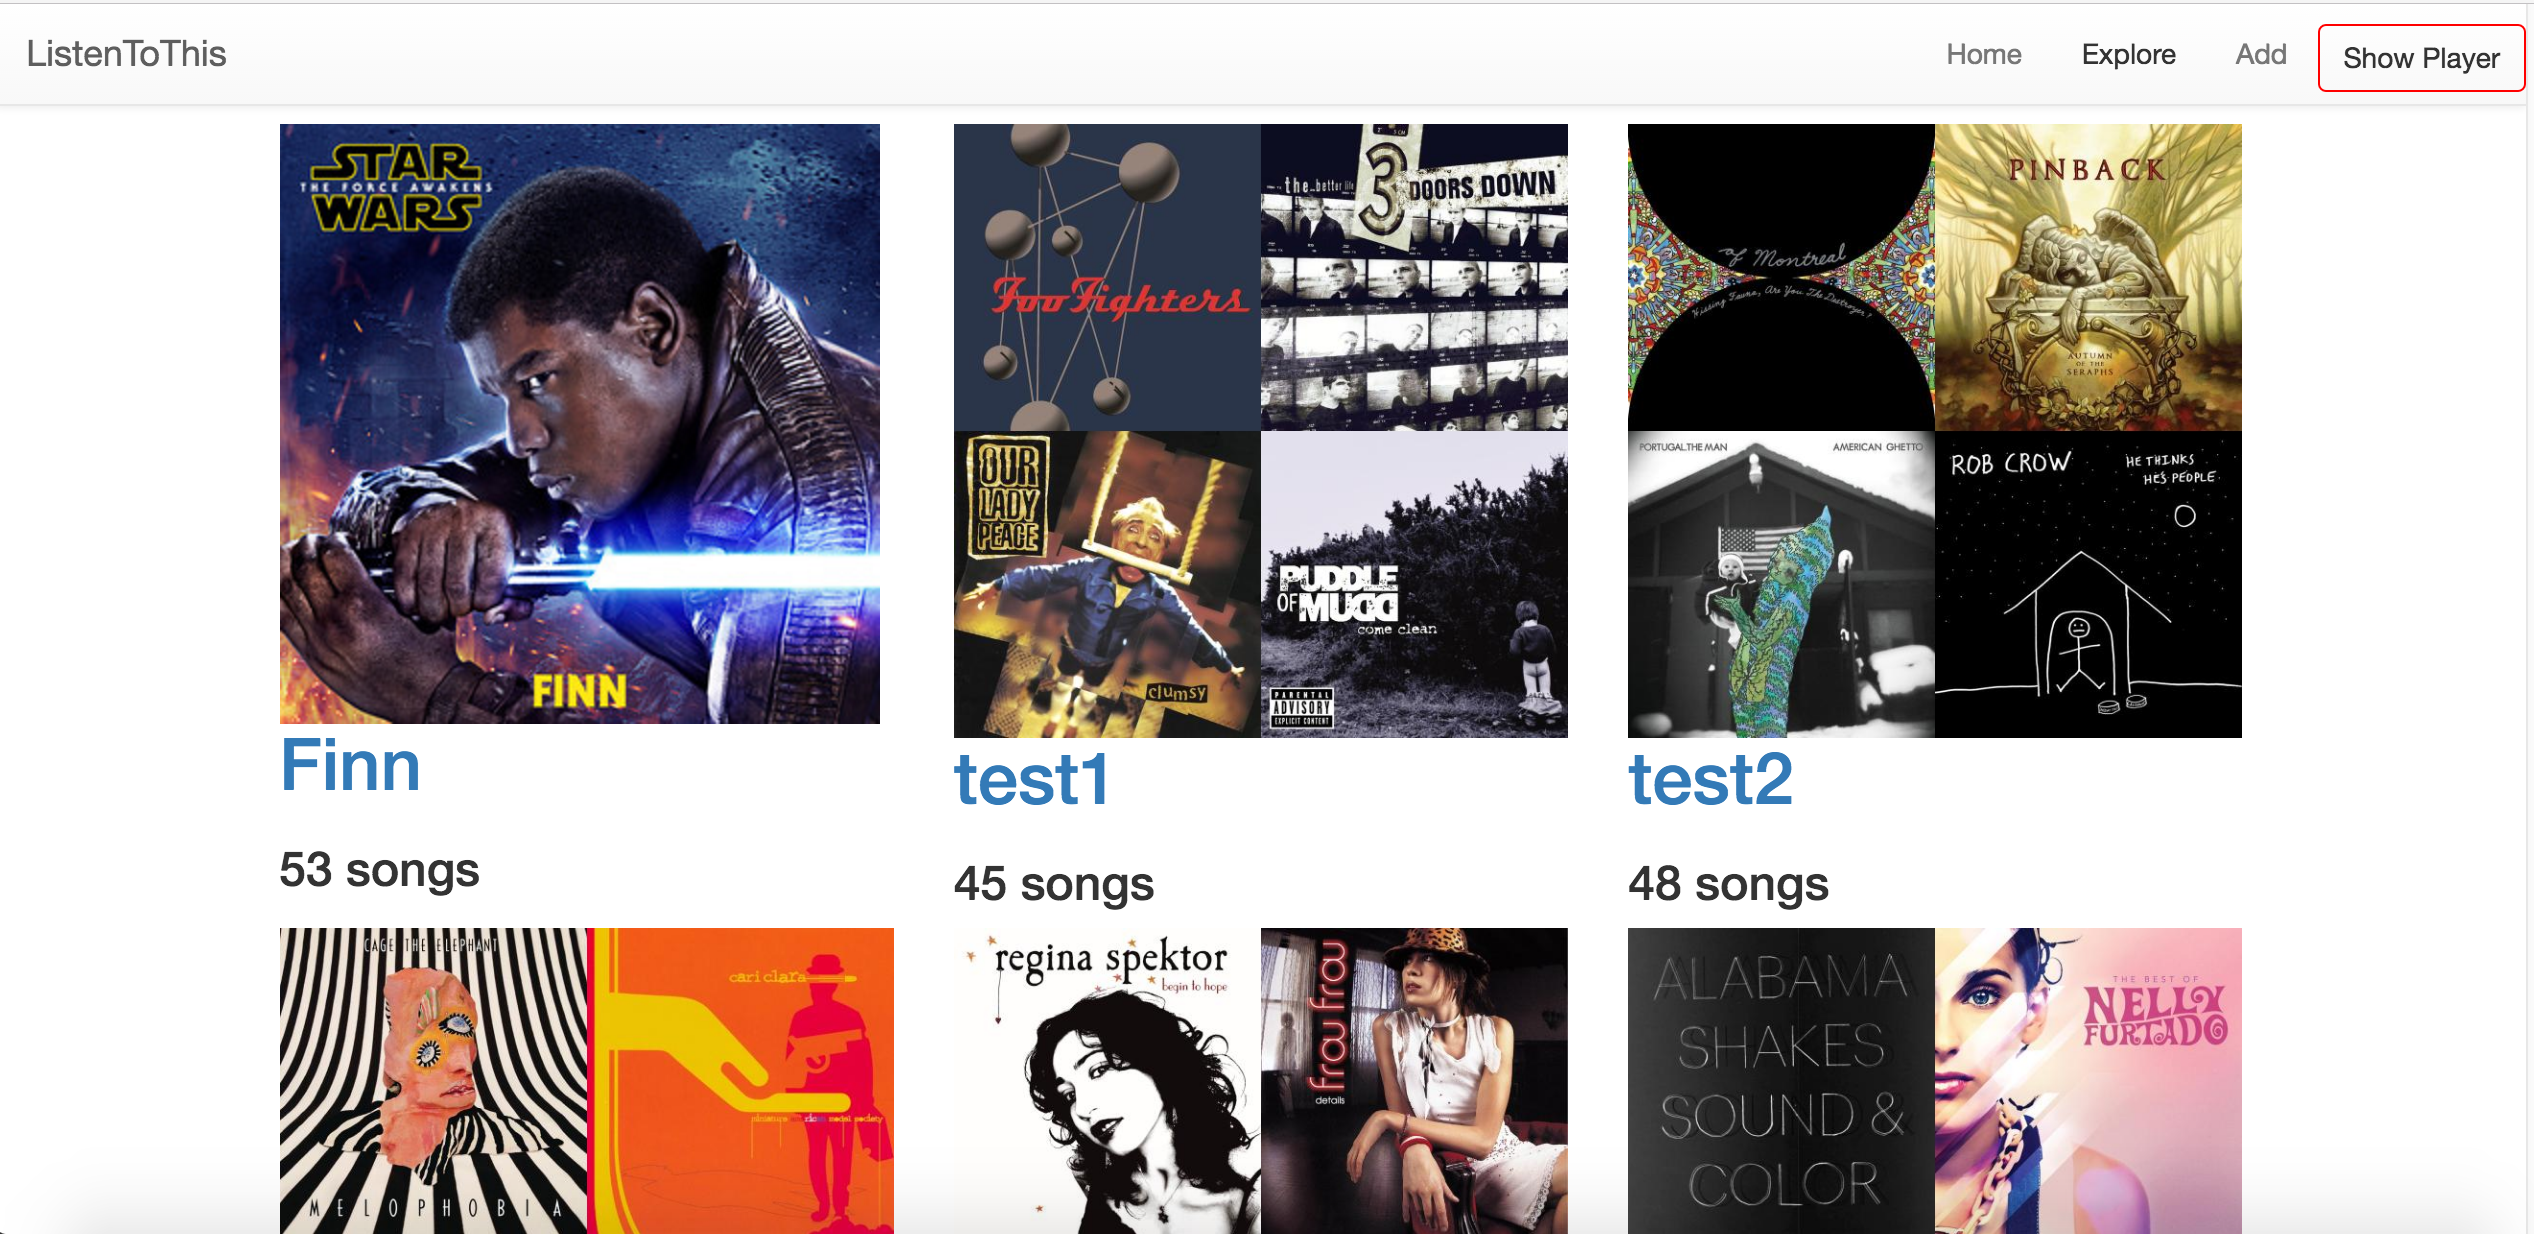 ListenToThis
Home Explore Add Show Player
STAR
THE FORCE AWAKENS
WARS
FINN
Foo Fighters
the better life
3 DOORS DOWN
OUR
LADY
PEACE
clumsy
PUDDLE
OF MUDD
come clean
PARENTAL
ADVISORY
EXPLICIT CONTENT
of Montreal
Hissing Fauna, Are You The Destroyer?
PINBACK
AUTUMN
OF THE
SERAPHS
PORTUGAL.THE MAN AMERICAN GHETTO
ROB CROW
HE THINKS
HE'S PEOPLE
Finn
53 songs
test1
45 songs
test2
48 songs
CAGE THE ELEPHANT
MELOPHOBIA
cari clara
regina spektor
begin to hope
frou frou
details
ALABAMA
SHAKES
SOUND &
COLOR
THE BEST OF
NELLY
FURTADO